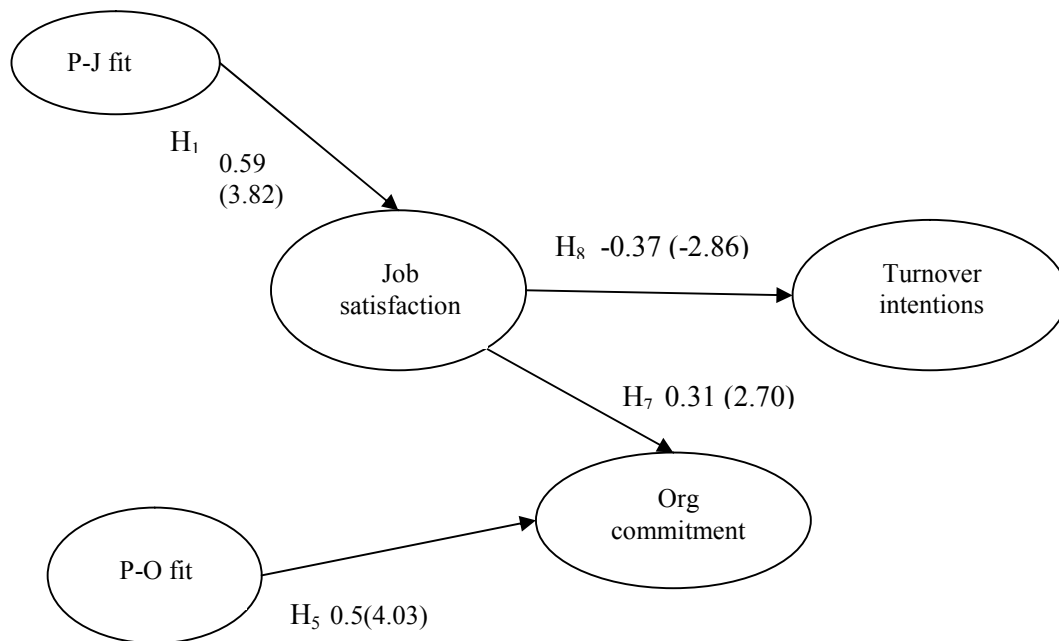 P-J fit
H₁
0.59
(3.82)
H₈ -0.37 (-2.86)
Job
satisfaction
Turnover
intentions
H₇ 0.31 (2.70)
Org
commitment
P-O fit
H₅ 0.5(4.03)